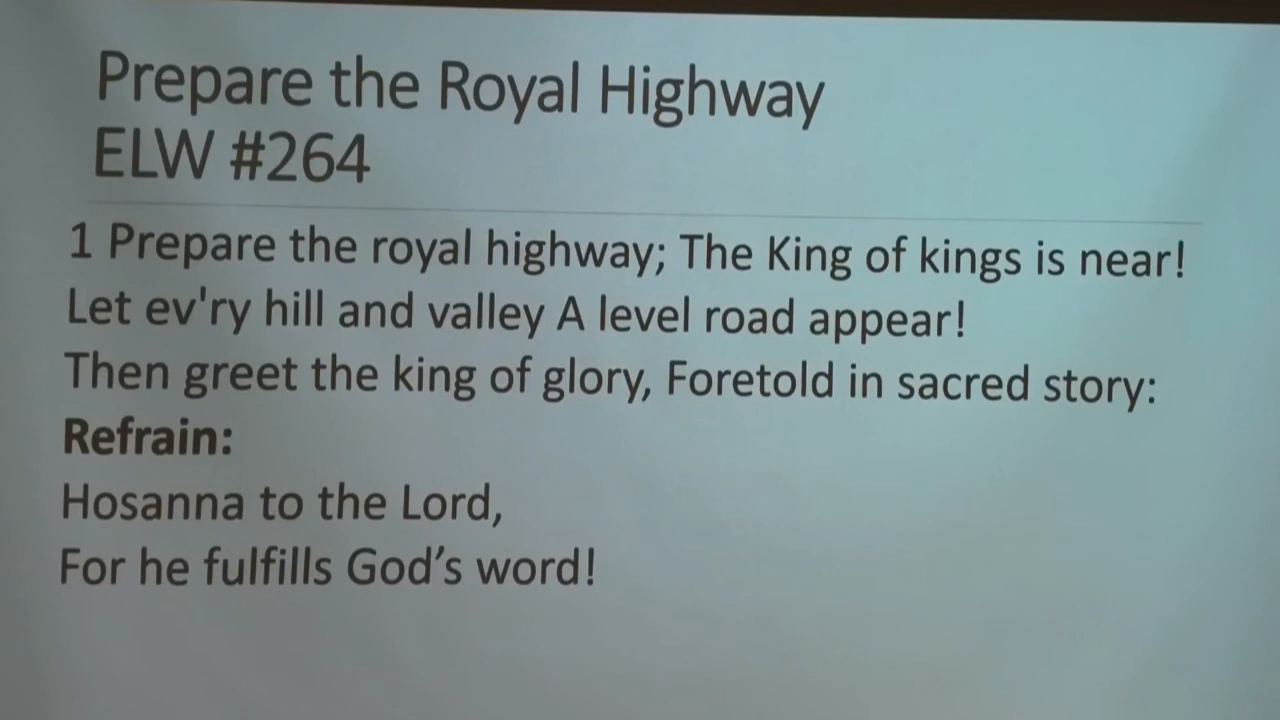 Prepare the Royal Highway
ELW #264
1 Prepare the royal highway; The King of kings is near!
Let ev'ry hill and valley A level road appear!
Then greet the king of glory, Foretold in sacred story:
Refrain:
Hosanna to the Lord,
For he fulfills God’s word!